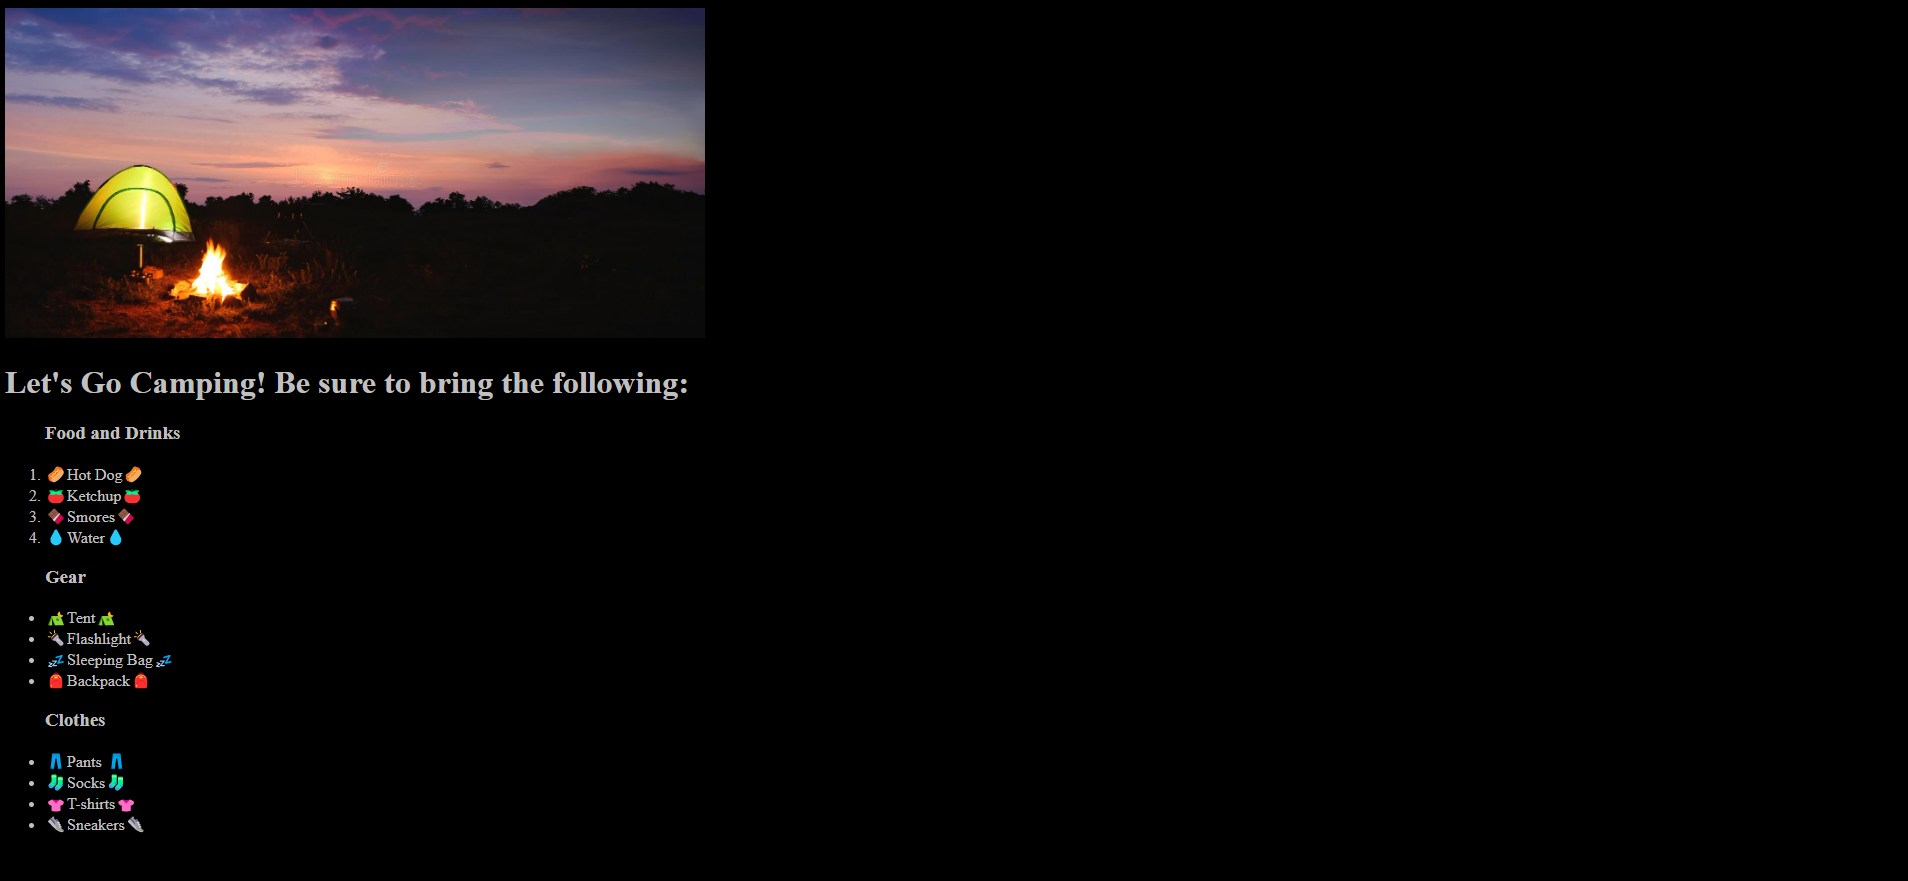 Let's Go Camping! Be sure to bring the following:
Food and Drinks
1. 🌭 Hot Dog 🌭
2. 🍅 Ketchup 🍅
3. 🍫 Smores 🍫
4. 💧 Water 💧
Gear
• 🏕 Tent 🏕
• 🔦 Flashlight 🔦
• 💤 Sleeping Bag 💤
• 🎒 Backpack 🎒
Clothes
• 👖 Pants 👖
• 🧦 Socks 🧦
• 👚 T-shirts 👚
• 👟 Sneakers 👟